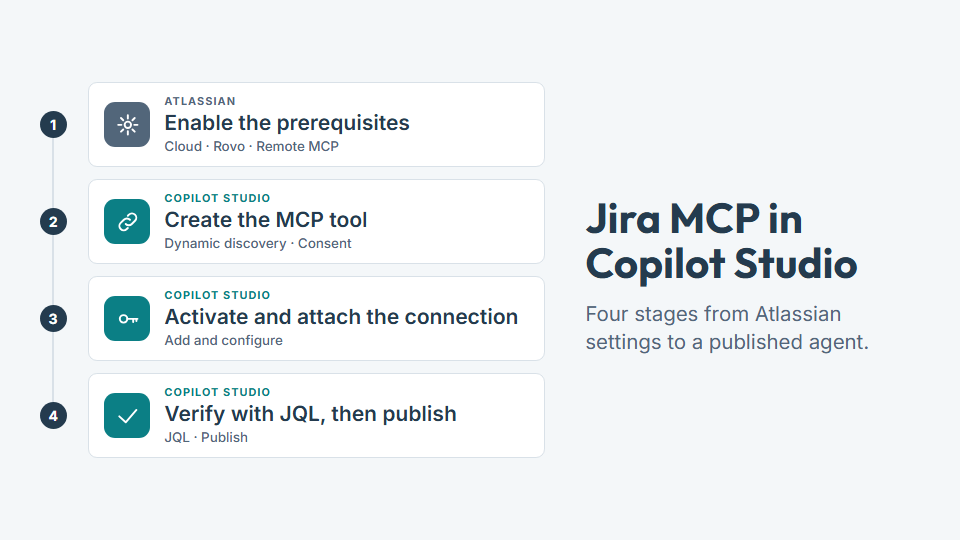 1
ATLASSIAN
Enable the prerequisites
Cloud · Rovo · Remote MCP
2
COPILOT STUDIO
Create the MCP tool
Dynamic discovery · Consent
3
COPILOT STUDIO
Activate and attach the connection
Add and configure
4
COPILOT STUDIO
Verify with JQL, then publish
JQL · Publish
Jira MCP in
Copilot Studio
Four stages from Atlassian
settings to a published agent.